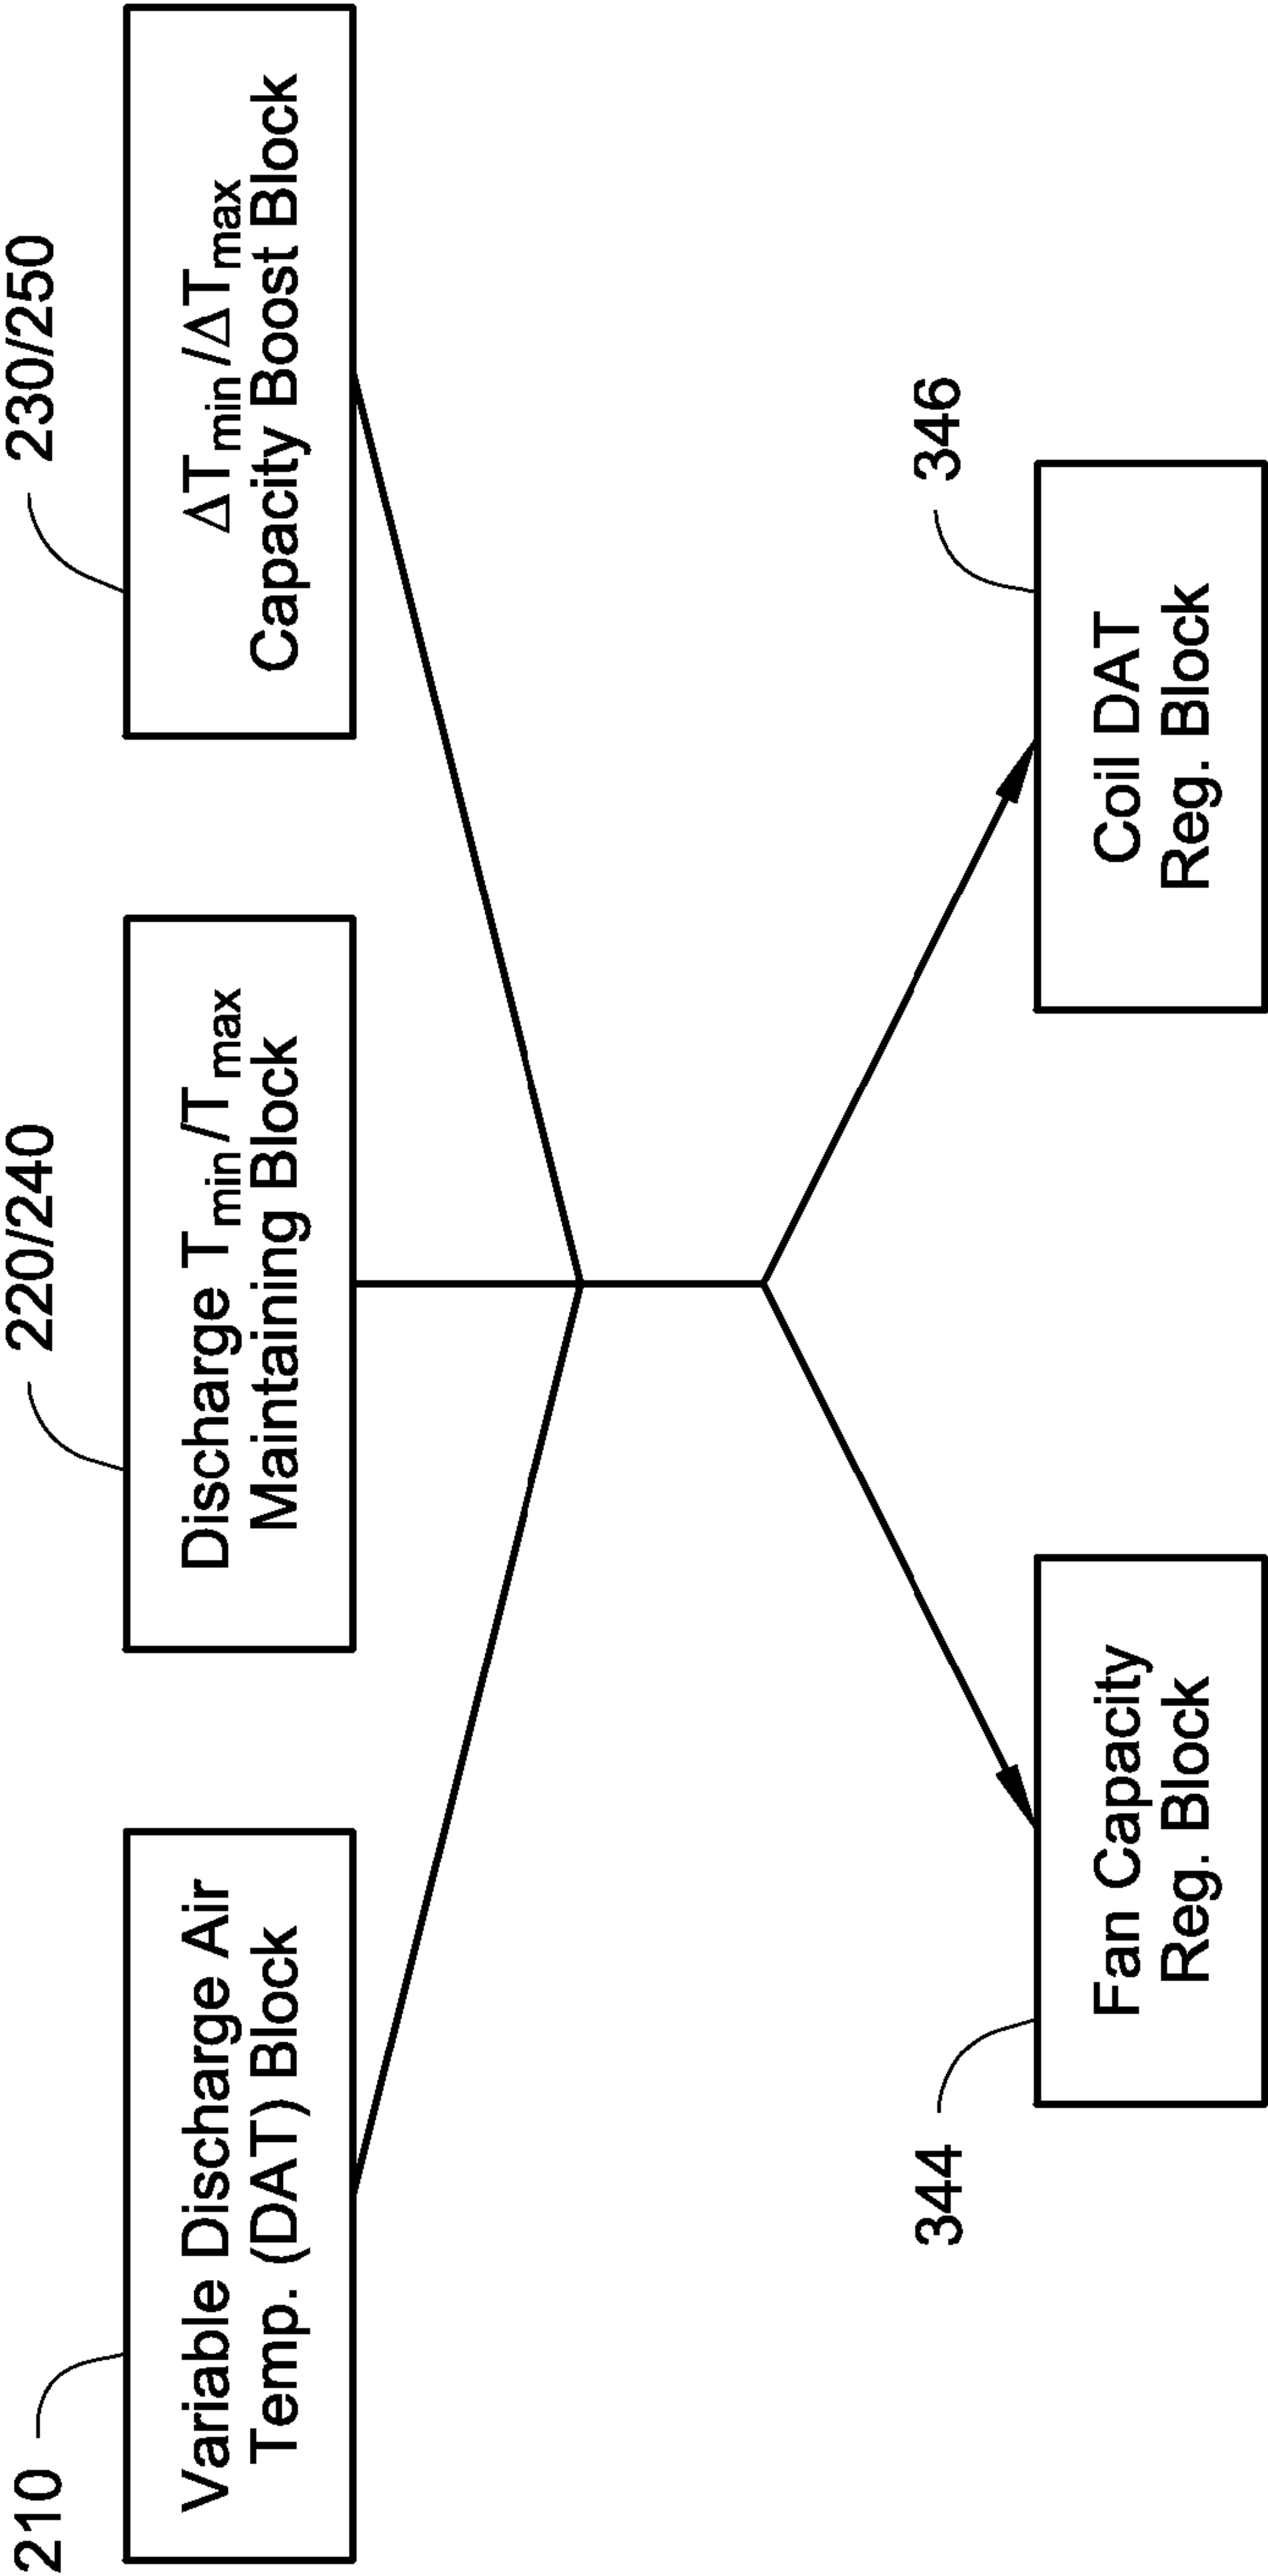 210
Variable Discharge Air
Temp. (DAT) Block
220/240
Discharge Tmin/Tmax
Maintaining Block
230/250
ΔTmin/ΔTmax
Capacity Boost Block
344
Fan Capacity
Reg. Block
346
Coil DAT
Reg. Block